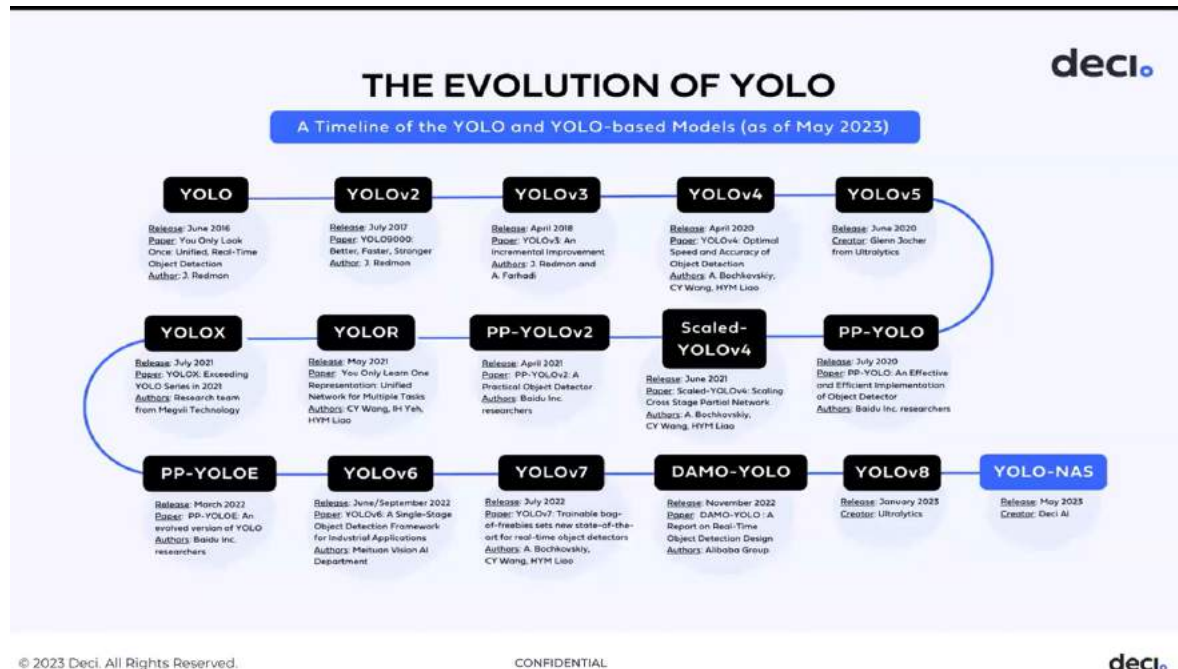 deci.
THE EVOLUTION OF YOLO
A Timeline of the YOLO and YOLO-based Models (as of May 2023)
YOLO
Release: June 2016
Paper: You Only Look
Once: Unified, Real-Time
Object Detection
Author: J. Redmon
YOLOv2
Release: July 2017
Paper: YOLO9000:
Better, Faster, Stronger
Author: J. Redmon
YOLOv3
Release: April 2018
Paper: YOLOv3: An
Incremental Improvement
Authors: J. Redmon and
A. Farhadi
YOLOv4
Release: April 2020
Paper: YOLOv4: Optimal
Speed and Accuracy of
Object Detection
Authors: A. Bochkovskiy,
CY Wang, HYM Liao
YOLOv5
Release: June 2020
Creator: Glenn Jocher
from Ultralytics
YOLOX
Release: July 2021
Paper: YOLOX: Exceeding
YOLO Series in 2021
Authors: Research team
from Megvii Technology
YOLOR
Release: May 2021
Paper: You Only Learn One
Representation: Unified
Network for Multiple Tasks
Authors: CY Wang, IH Yeh,
HYM Liao
PP-YOLOv2
Release: April 2021
Paper: PP-YOLOv2: A
Practical Object Detector
Authors: Baidu Inc.
researchers
Scaled-
YOLOv4
Release: June 2021
Paper: Scaled-YOLOv4: Scaling
Cross Stage Partial Network
Authors: A. Bochkovskiy,
CY Wang, HYM Liao
PP-YOLO
Release: July 2020
Paper: PP-YOLO: An Effective
and Efficient Implementation
of Object Detector
Authors: Baidu Inc. researchers
PP-YOLOE
Release: March 2022
Paper: PP-YOLOE: An
evolved version of YOLO
Authors: Baidu Inc.
researchers
YOLOv6
Release: June/September 2022
Paper: YOLOv6: A Single-Stage
Object Detection Framework
for Industrial Applications
Authors: Meituan Vision AI
Department
YOLOv7
Release: July 2022
Paper: YOLOv7: Trainable bag-
of-freebies sets new state-of-the-
art for real-time object detectors
Authors: A. Bochkovskiy,
CY Wang, HYM Liao
DAMO-YOLO
Release: November 2022
Paper: DAMO-YOLO : A
Report on Real-Time
Object Detection Design
Authors: Alibaba Group
YOLOv8
Release: January 2023
Creator: Ultralytics
YOLO-NAS
Release: May 2023
Creator: Deci AI
© 2023 Deci. All Rights Reserved.
CONFIDENTIAL
deci.